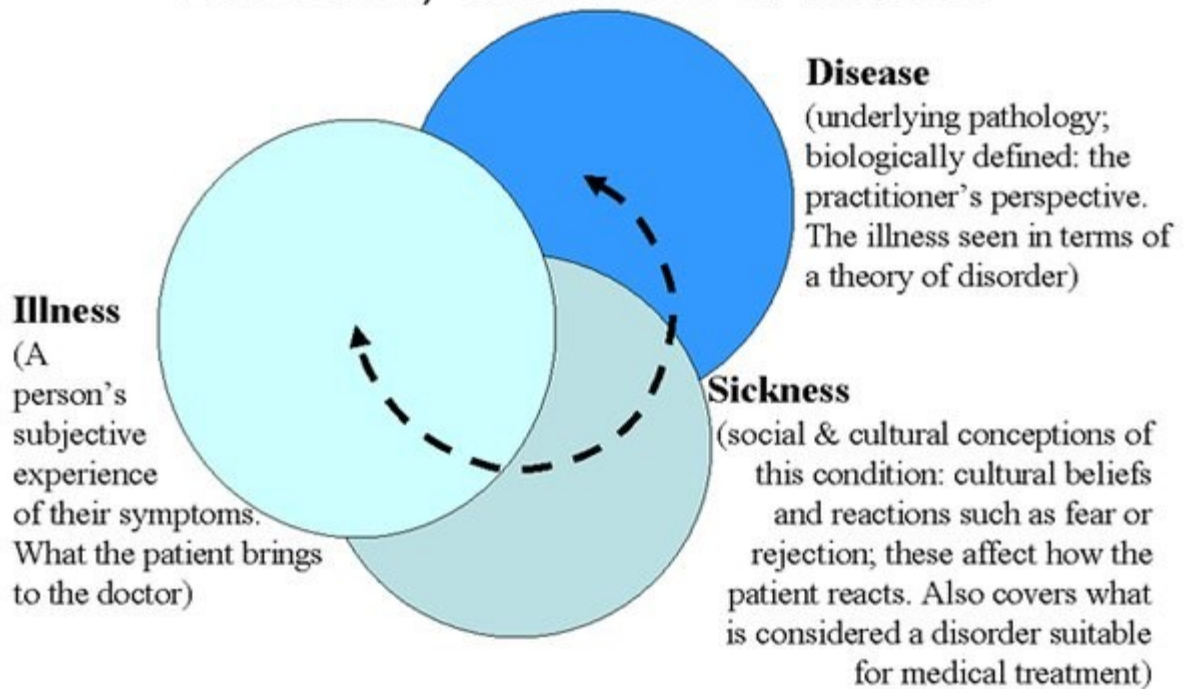 Disease
(underlying pathology;
biologically defined: the
practitioner's perspective.
The illness seen in terms of
a theory of disorder)
Illness
(A
person's
subjective
experience
of their symptoms.
What the patient brings
to the doctor)
Sickness
(social & cultural conceptions of
this condition: cultural beliefs
and reactions such as fear or
rejection; these affect how the
patient reacts. Also covers what
is considered a disorder suitable
for medical treatment)